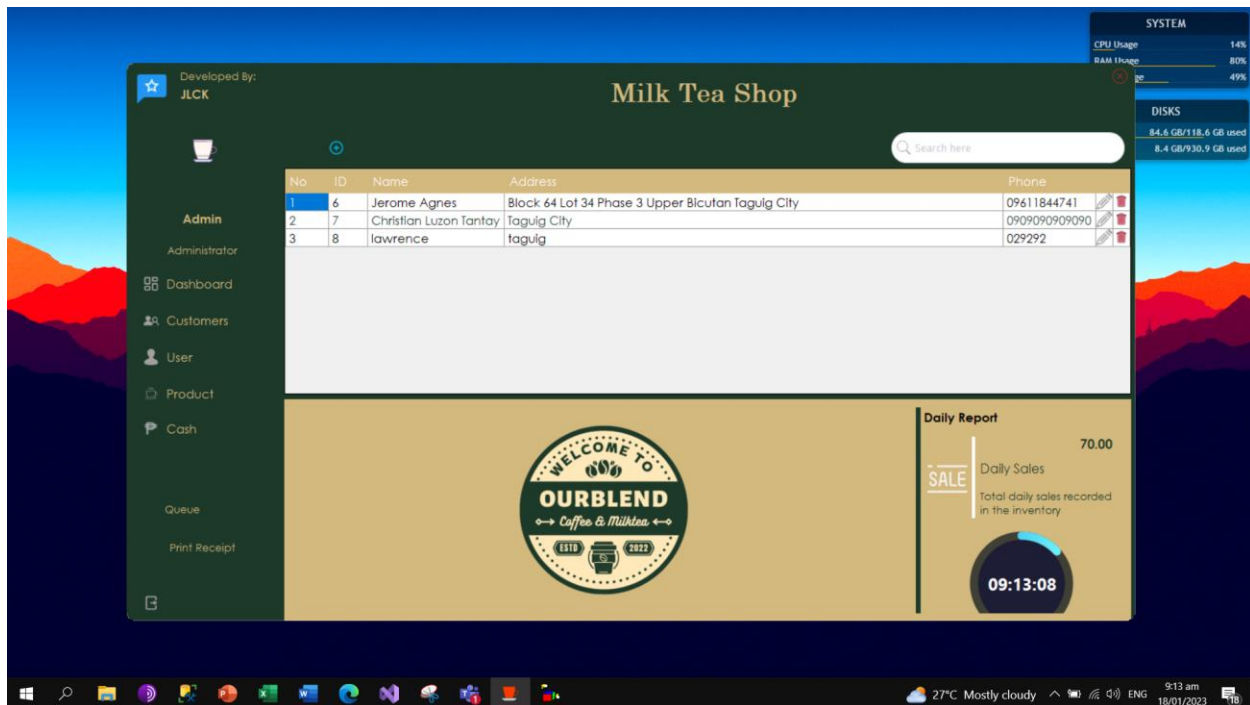 SYSTEM
CPU Usage 14%
RAM Usage 80%
ge 49%
DISKS
84.6 GB/118.6 GB used
8.4 GB/930.9 GB used
Developed By:
JLCK
Milk Tea Shop
Search here
Admin
Administrator
Dashboard
Customers
User
Product
Cash
Queue
Print Receipt
No ID Name Address Phone
1 6 Jerome Agnes Block 64 Lot 34 Phase 3 Upper Bicutan Taguig City 09611844741
2 7 Christian Luzon Tantay Taguig City 0909090909090
3 8 lawrence taguig 029292
WELCOME TO
OURBLEND
Coffee & Milktea
ESTD 2022
Daily Report
70.00
SALE
Daily Sales
Total daily sales recorded
in the inventory
09:13:08
27°C Mostly cloudy ENG 9:13 am
18/01/2023 18